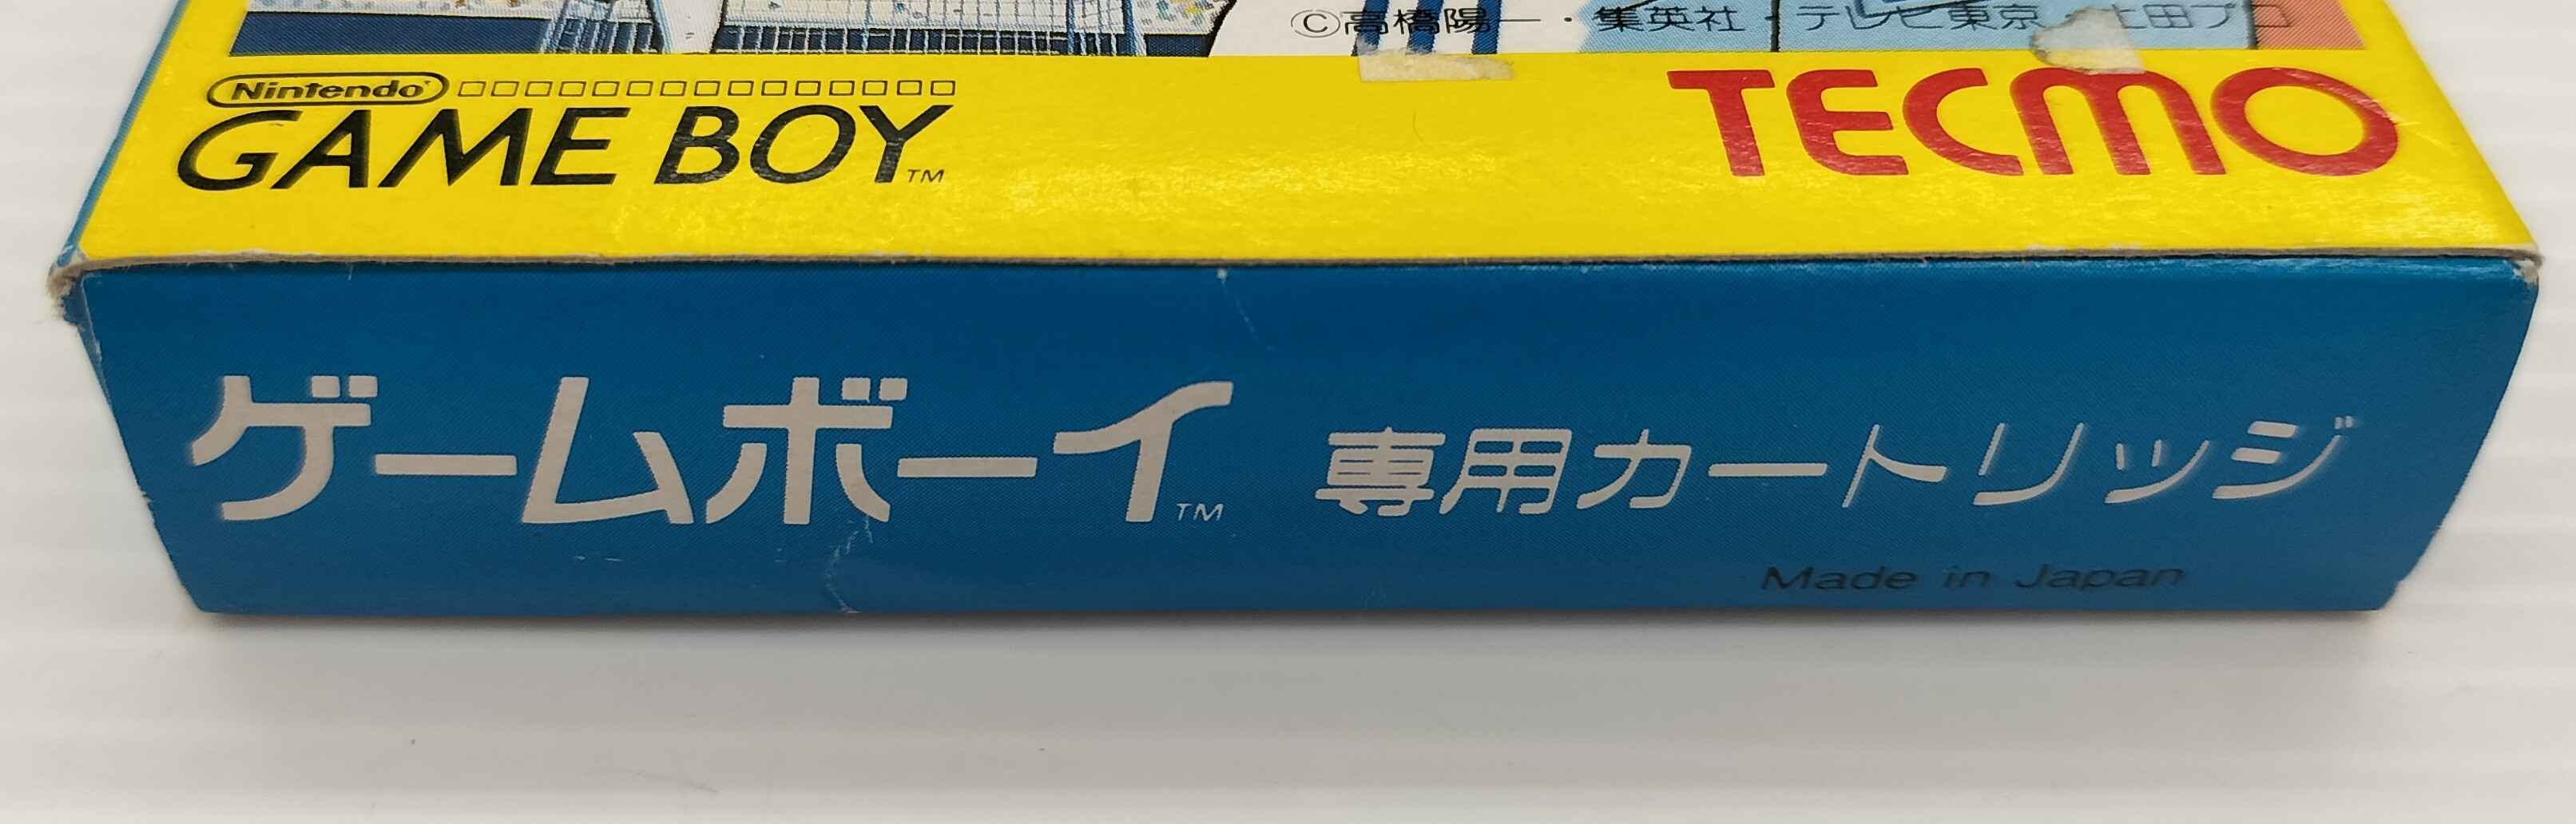 ©高橋陽一・集英社・テレビ東京・土田プロ
Nintendo
GAME BOY™
TECMO
ゲームボーイ™ 専用カートリッジ
Made in Japan